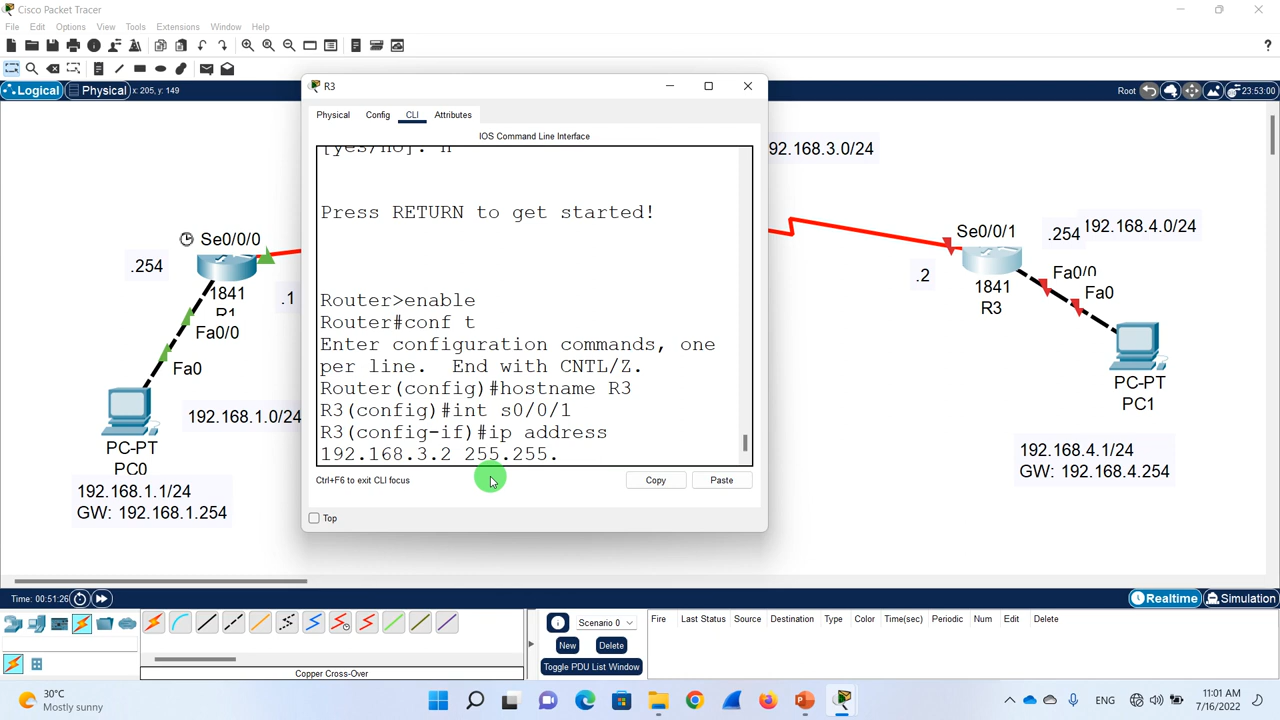 Cisco Packet Tracer
File Edit Options View Tools Extensions Window Help
Logical Physical x: 205, y: 149
Root 23:53:00
R3
Physical Config CLI Attributes
IOS Command Line Interface
[yes/no]: n
Press RETURN to get started!
Router>enable
Router#conf t
Enter configuration commands, one
per line. End with CNTL/Z.
Router(config)#hostname R3
R3(config)#int s0/0/1
R3(config-if)#ip address
192.168.3.2 255.255.
Ctrl+F6 to exit CLI focus
Copy Paste
Top
Se0/0/0
.254
1841
R1
.1
Fa0/0
Fa0
192.168.1.0/24
PC-PT
PC0
192.168.1.1/24
GW: 192.168.1.254
92.168.3.0/24
Se0/0/1
.254
192.168.4.0/24
.2
1841
R3
Fa0/0
Fa0
PC-PT
PC1
192.168.4.1/24
GW: 192.168.4.254
Time: 00:51:26
Realtime Simulation
Scenario 0
New Delete
Toggle PDU List Window
Fire Last Status Source Destination Type Color Time(sec) Periodic Num Edit Delete
Copper Cross-Over
30°C
Mostly sunny
ENG
11:01 AM
7/16/2022